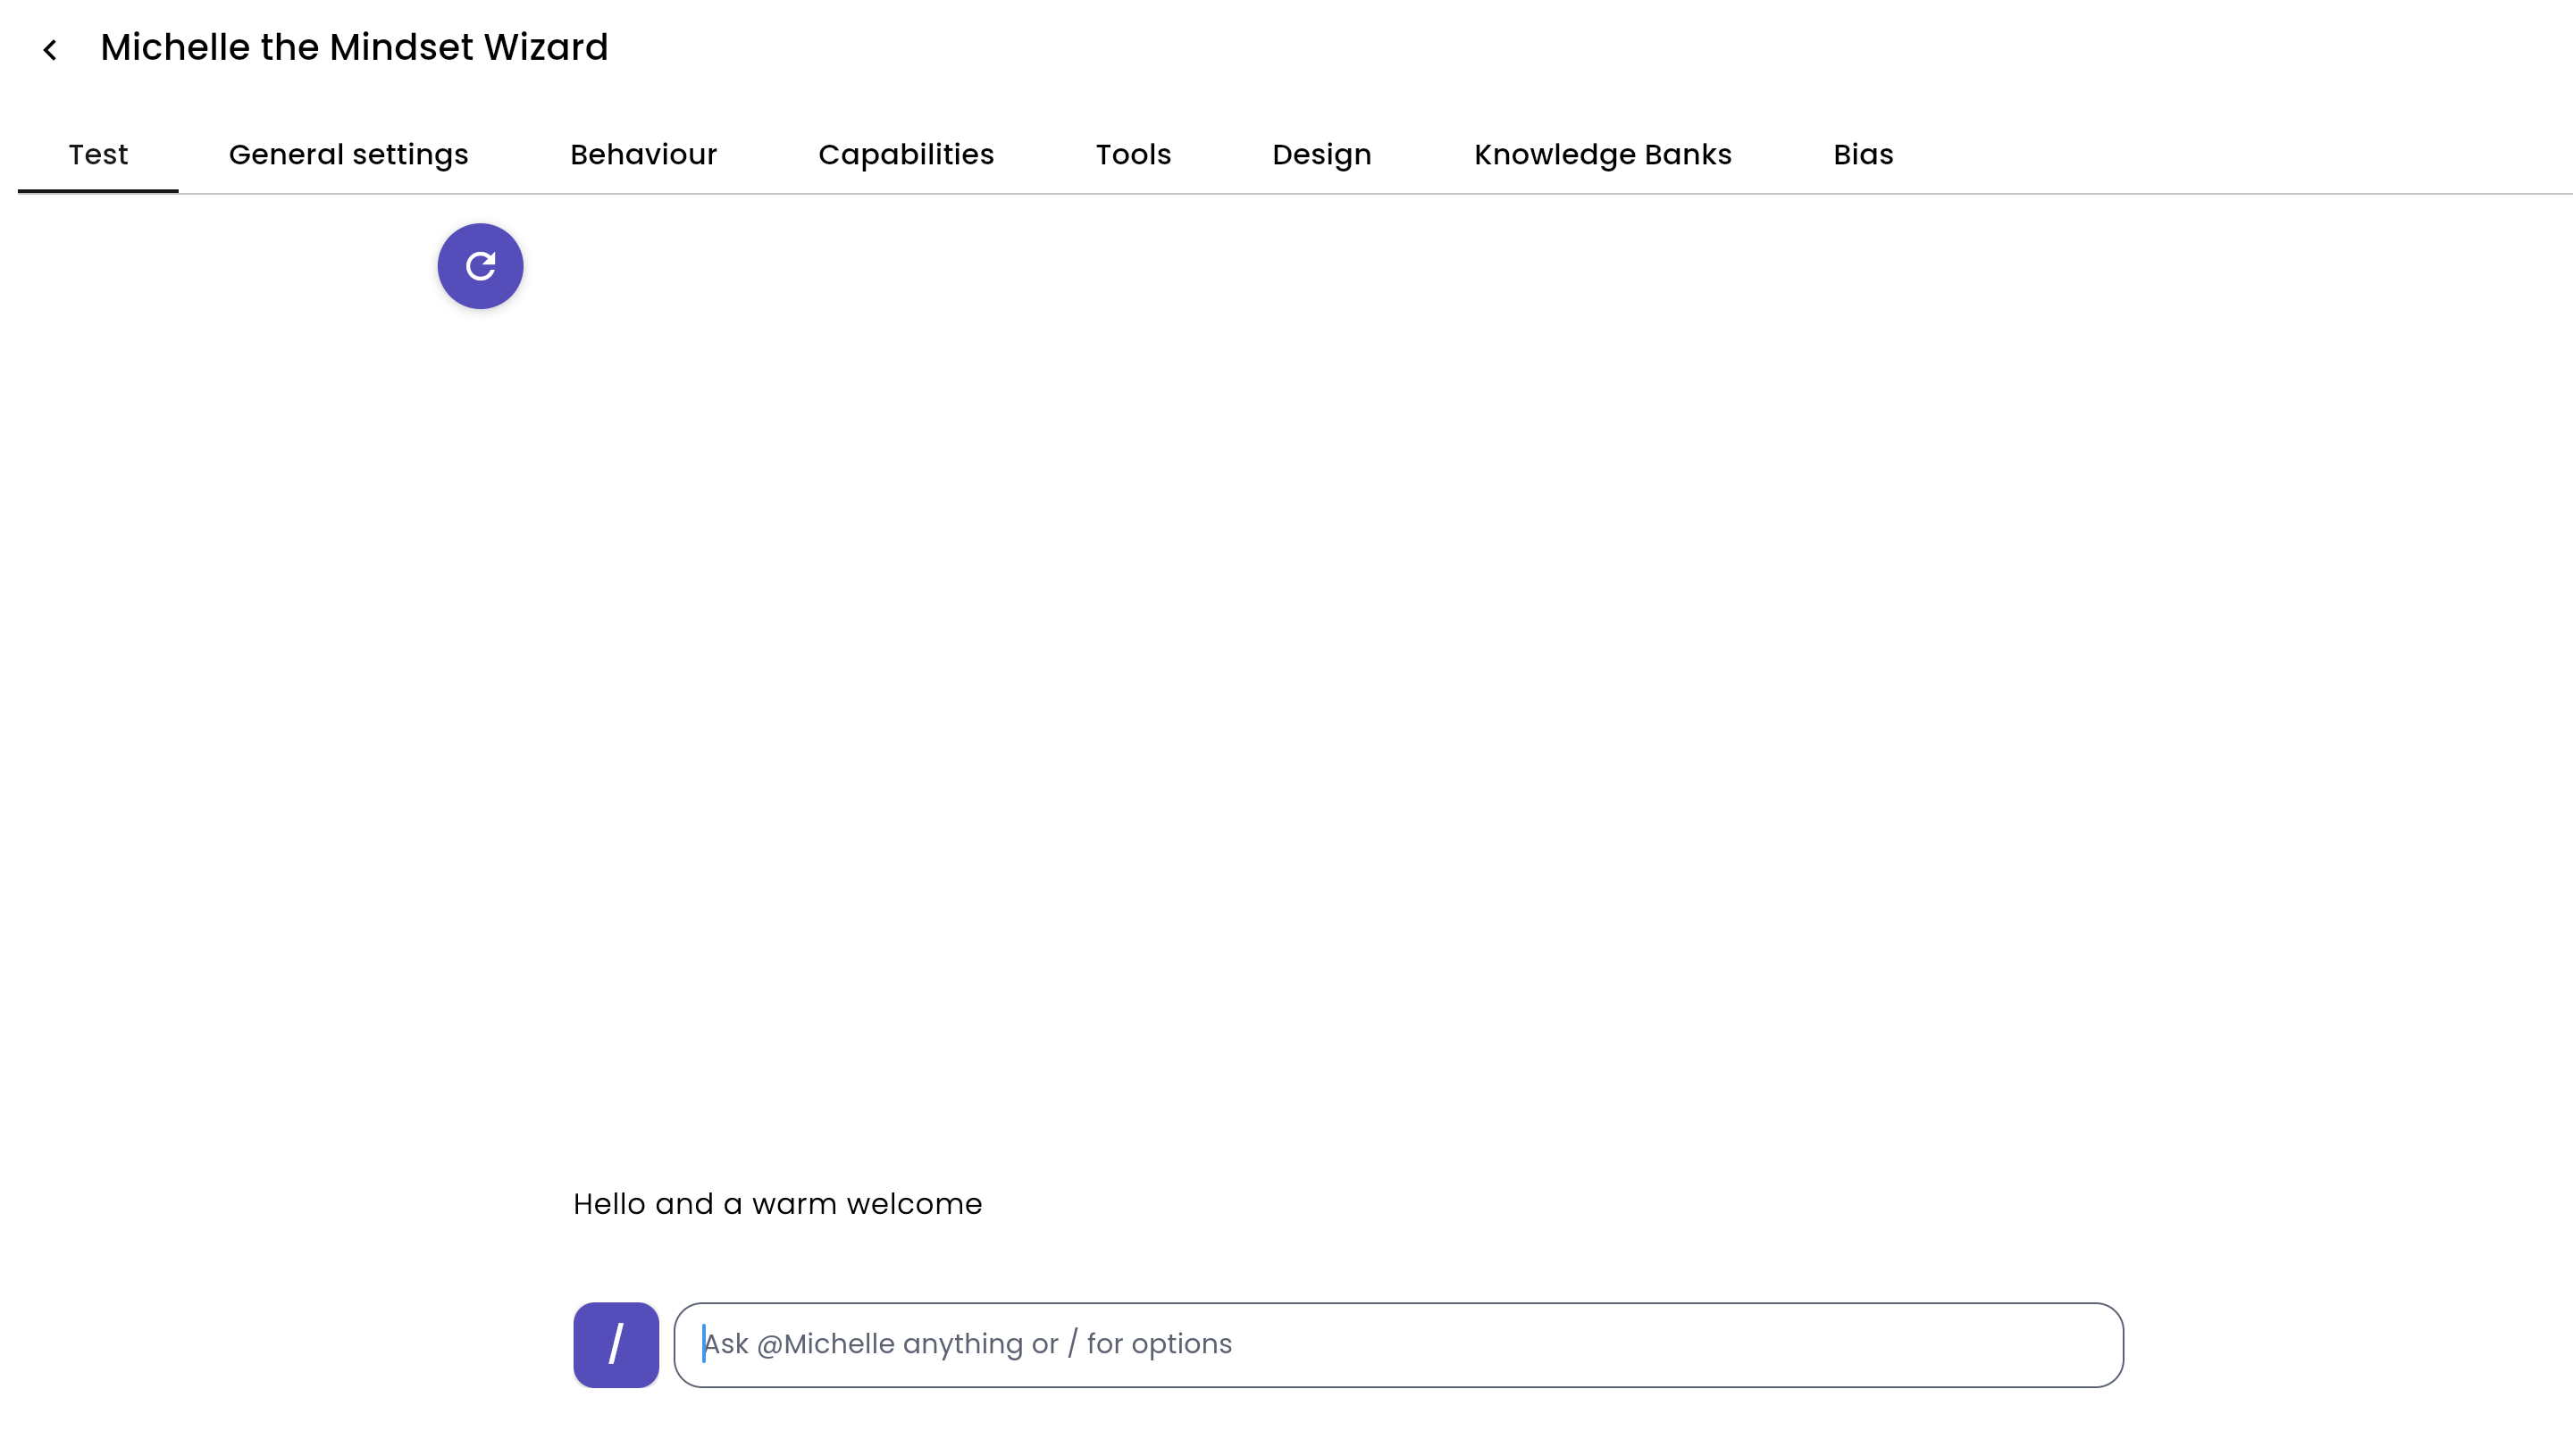 Michelle the Mindset Wizard
Test General settings Behaviour Capabilities Tools Design Knowledge Banks Bias
Hello and a warm welcome
/ Ask @Michelle anything or / for options